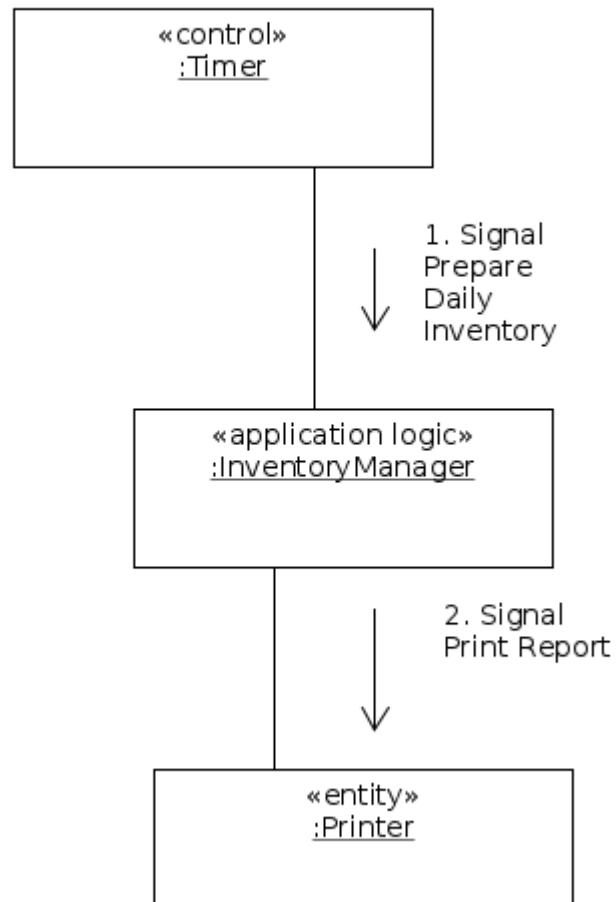 «control»
:Timer
1. Signal
Prepare
Daily
Inventory
«application logic»
:InventoryManager
2. Signal
Print Report
«entity»
:Printer